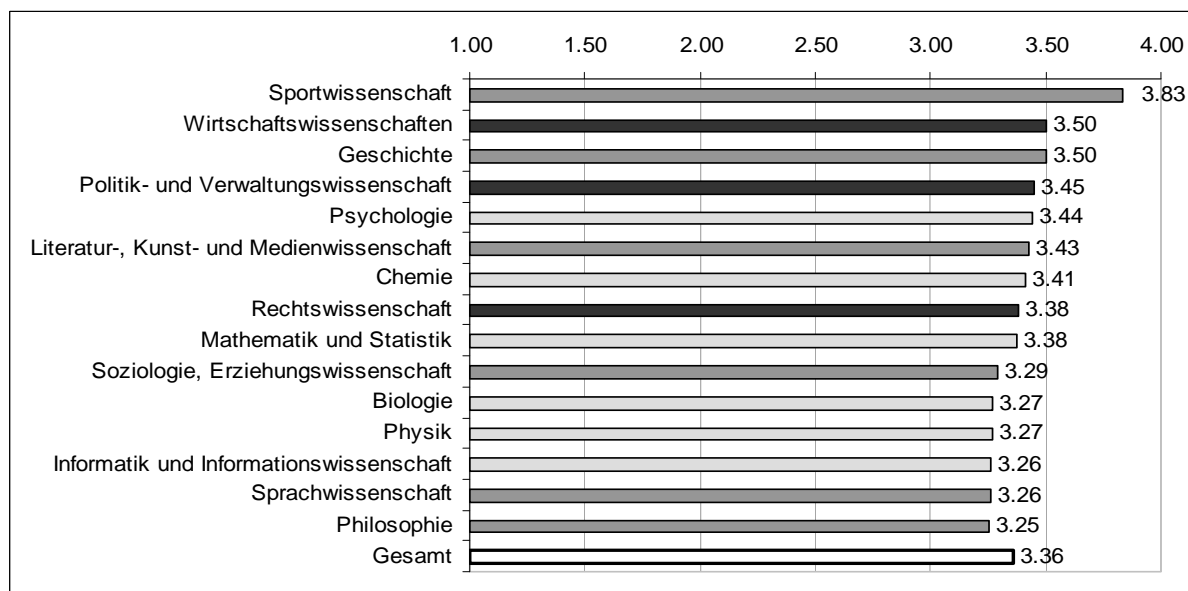 1.00 1.50 2.00 2.50 3.00 3.50 4.00
Sportwissenschaft 3.83
Wirtschaftswissenschaften 3.50
Geschichte 3.50
Politik- und Verwaltungswissenschaft 3.45
Psychologie 3.44
Literatur-, Kunst- und Medienwissenschaft 3.43
Chemie 3.41
Rechtswissenschaft 3.38
Mathematik und Statistik 3.38
Soziologie, Erziehungswissenschaft 3.29
Biologie 3.27
Physik 3.27
Informatik und Informationswissenschaft 3.26
Sprachwissenschaft 3.26
Philosophie 3.25
Gesamt 3.36